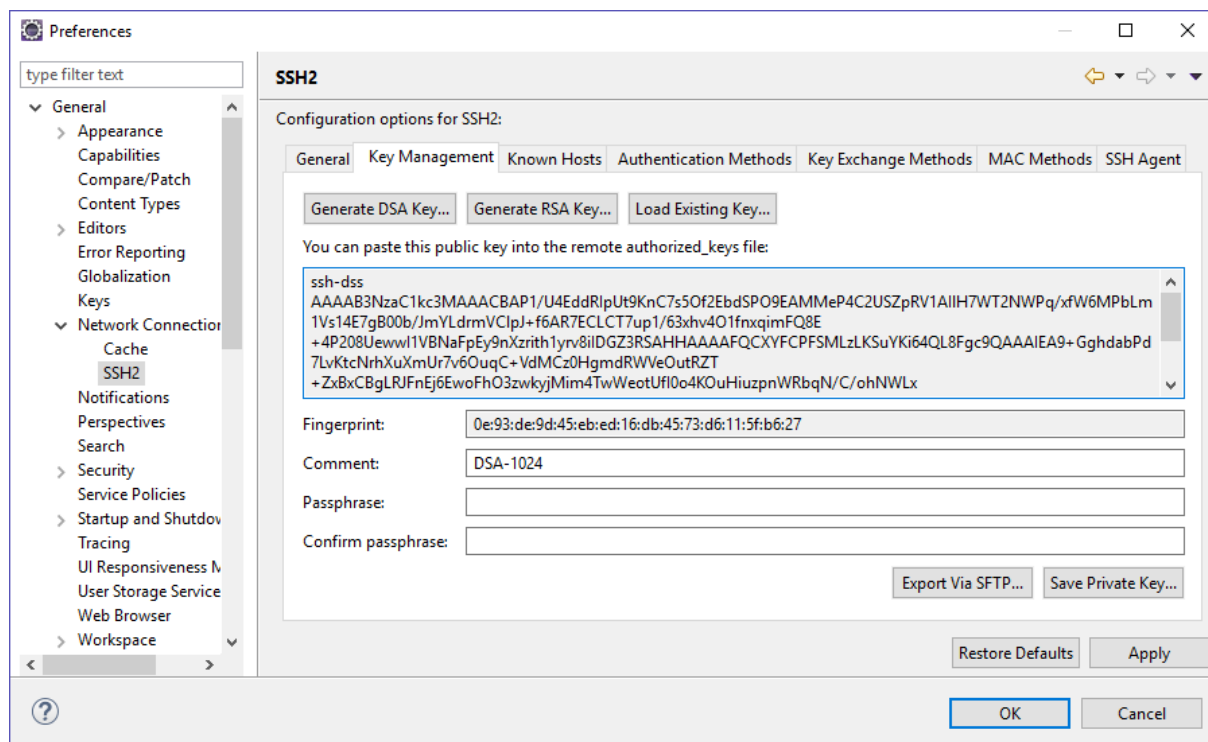 Preferences
type filter text
General
Appearance
Capabilities
Compare/Patch
Content Types
Editors
Error Reporting
Globalization
Keys
Network Connection
Cache
SSH2
Notifications
Perspectives
Search
Security
Service Policies
Startup and Shutdov
Tracing
UI Responsiveness M
User Storage Service
Web Browser
Workspace
SSH2
Configuration options for SSH2:
General Key Management Known Hosts Authentication Methods Key Exchange Methods MAC Methods SSH Agent
Generate DSA Key... Generate RSA Key... Load Existing Key...
You can paste this public key into the remote authorized_keys file:
ssh-dss
AAAAB3NzaC1kc3MAAACBAP1/U4EddRIpUt9KnC7s5Of2EbdSPO9EAMMeP4C2USZpRV1AIlH7WT2NWPq/xfW6MPbLm
1Vs14E7gB00b/JmYLdrmVClpJ+f6AR7ECLCT7up1/63xhv4O1fnxqimFQ8E
+4P208UewwI1VBNaFpEy9nXzrith1yrv8iIDGZ3RSAHHAAAAFQCXYFCPFSMLzLKSuYKi64QL8Fgc9QAAAIEA9+GghdabPd
7LvKtcNrhXuXmUr7v6OuqC+VdMCz0HgmdRWVeOutRZT
+ZxBxCBgLRJFnEj6EwoFhO3zwkyjMim4TwWeotUfI0o4KOuHiuzpnWRbqN/C/ohNWLx
Fingerprint: 0e:93:de:9d:45:eb:ed:16:db:45:73:d6:11:5f:b6:27
Comment: DSA-1024
Passphrase:
Confirm passphrase:
Export Via SFTP... Save Private Key...
Restore Defaults Apply
OK Cancel